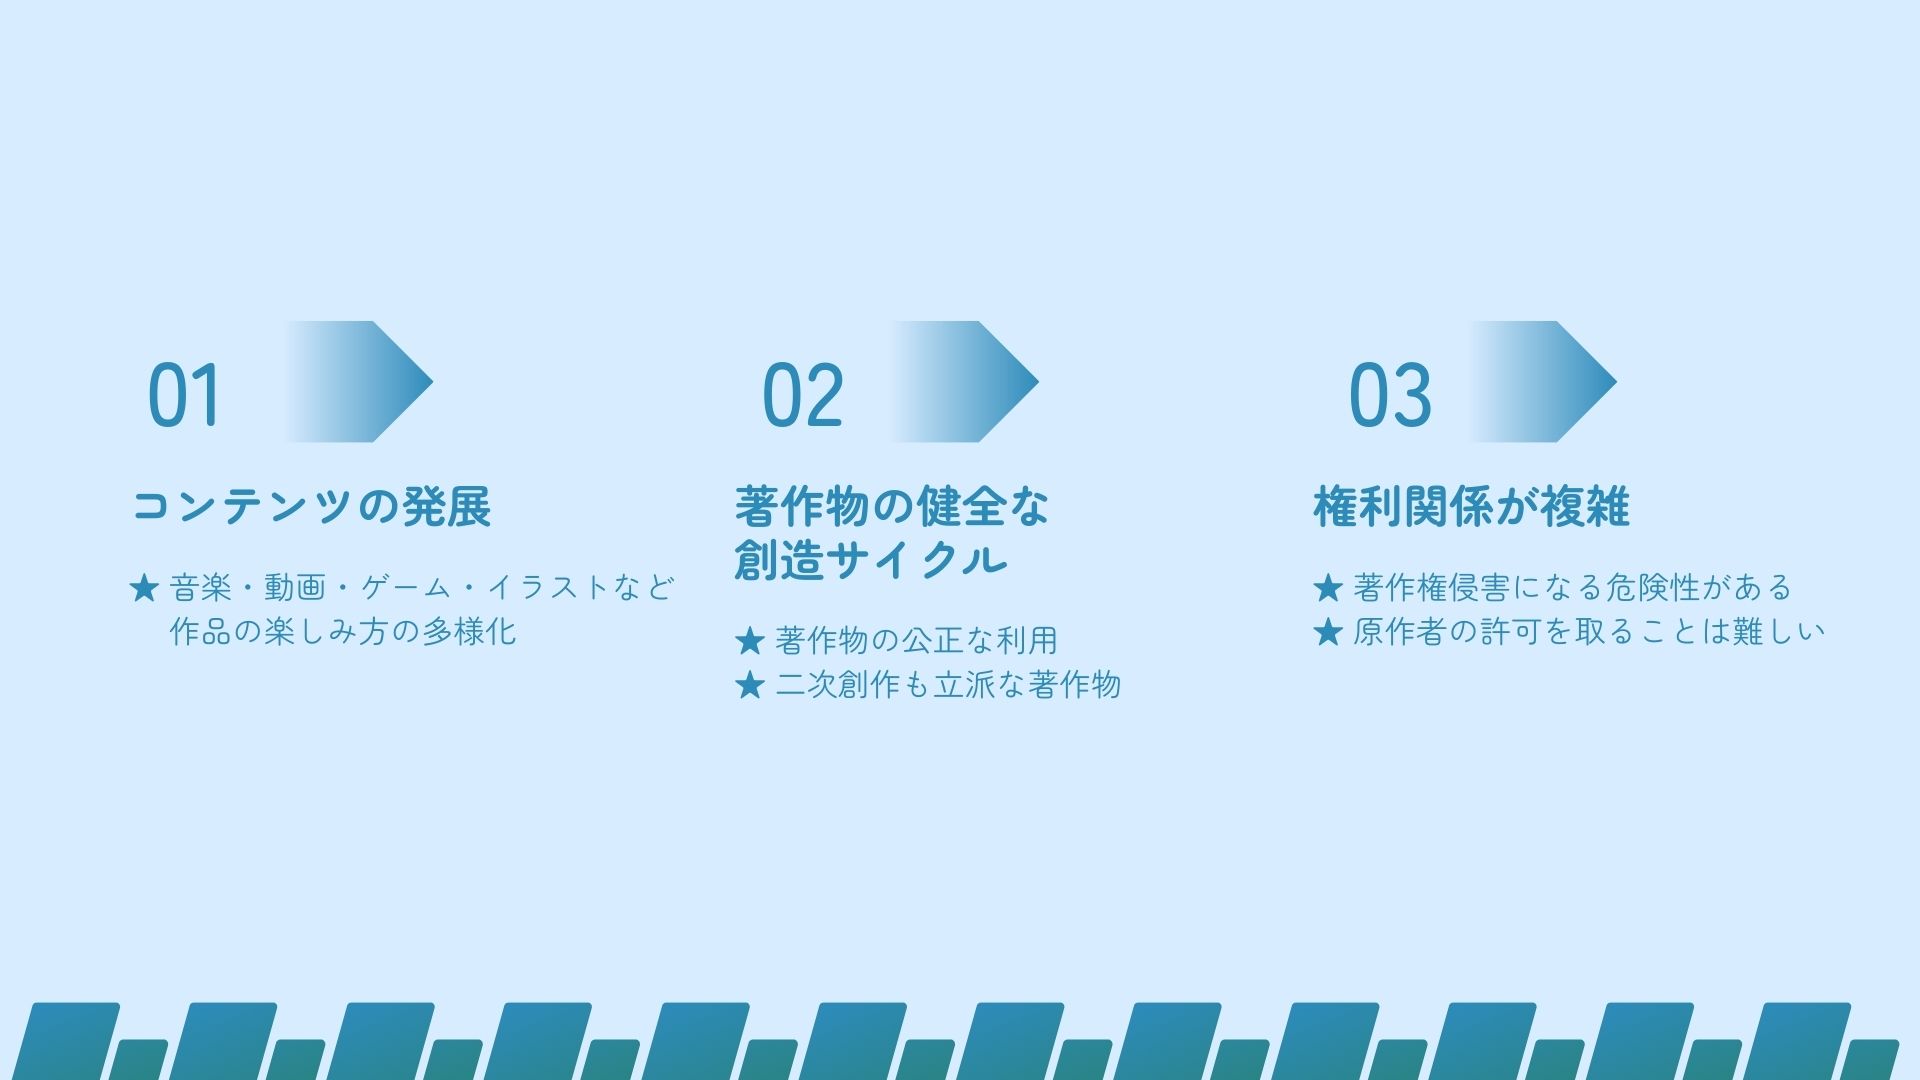 01
コンテンツの発展
★ 音楽・動画・ゲーム・イラストなど
作品の楽しみ方の多様化
02
著作物の健全な
創造サイクル
★ 著作物の公正な利用
★ 二次創作も立派な著作物
03
権利関係が複雑
★ 著作権侵害になる危険性がある
★ 原作者の許可を取ることは難しい